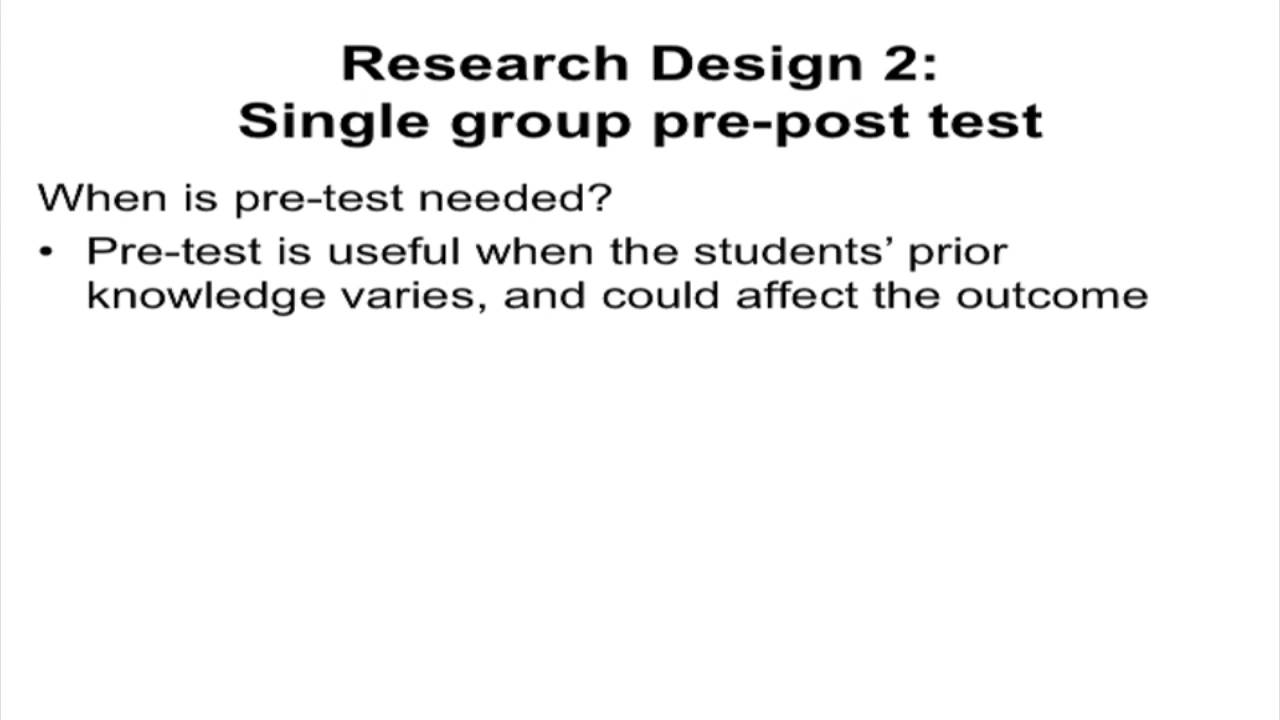 Research Design 2:
Single group pre-post test
When is pre-test needed?
• Pre-test is useful when the students’ prior
knowledge varies, and could affect the outcome